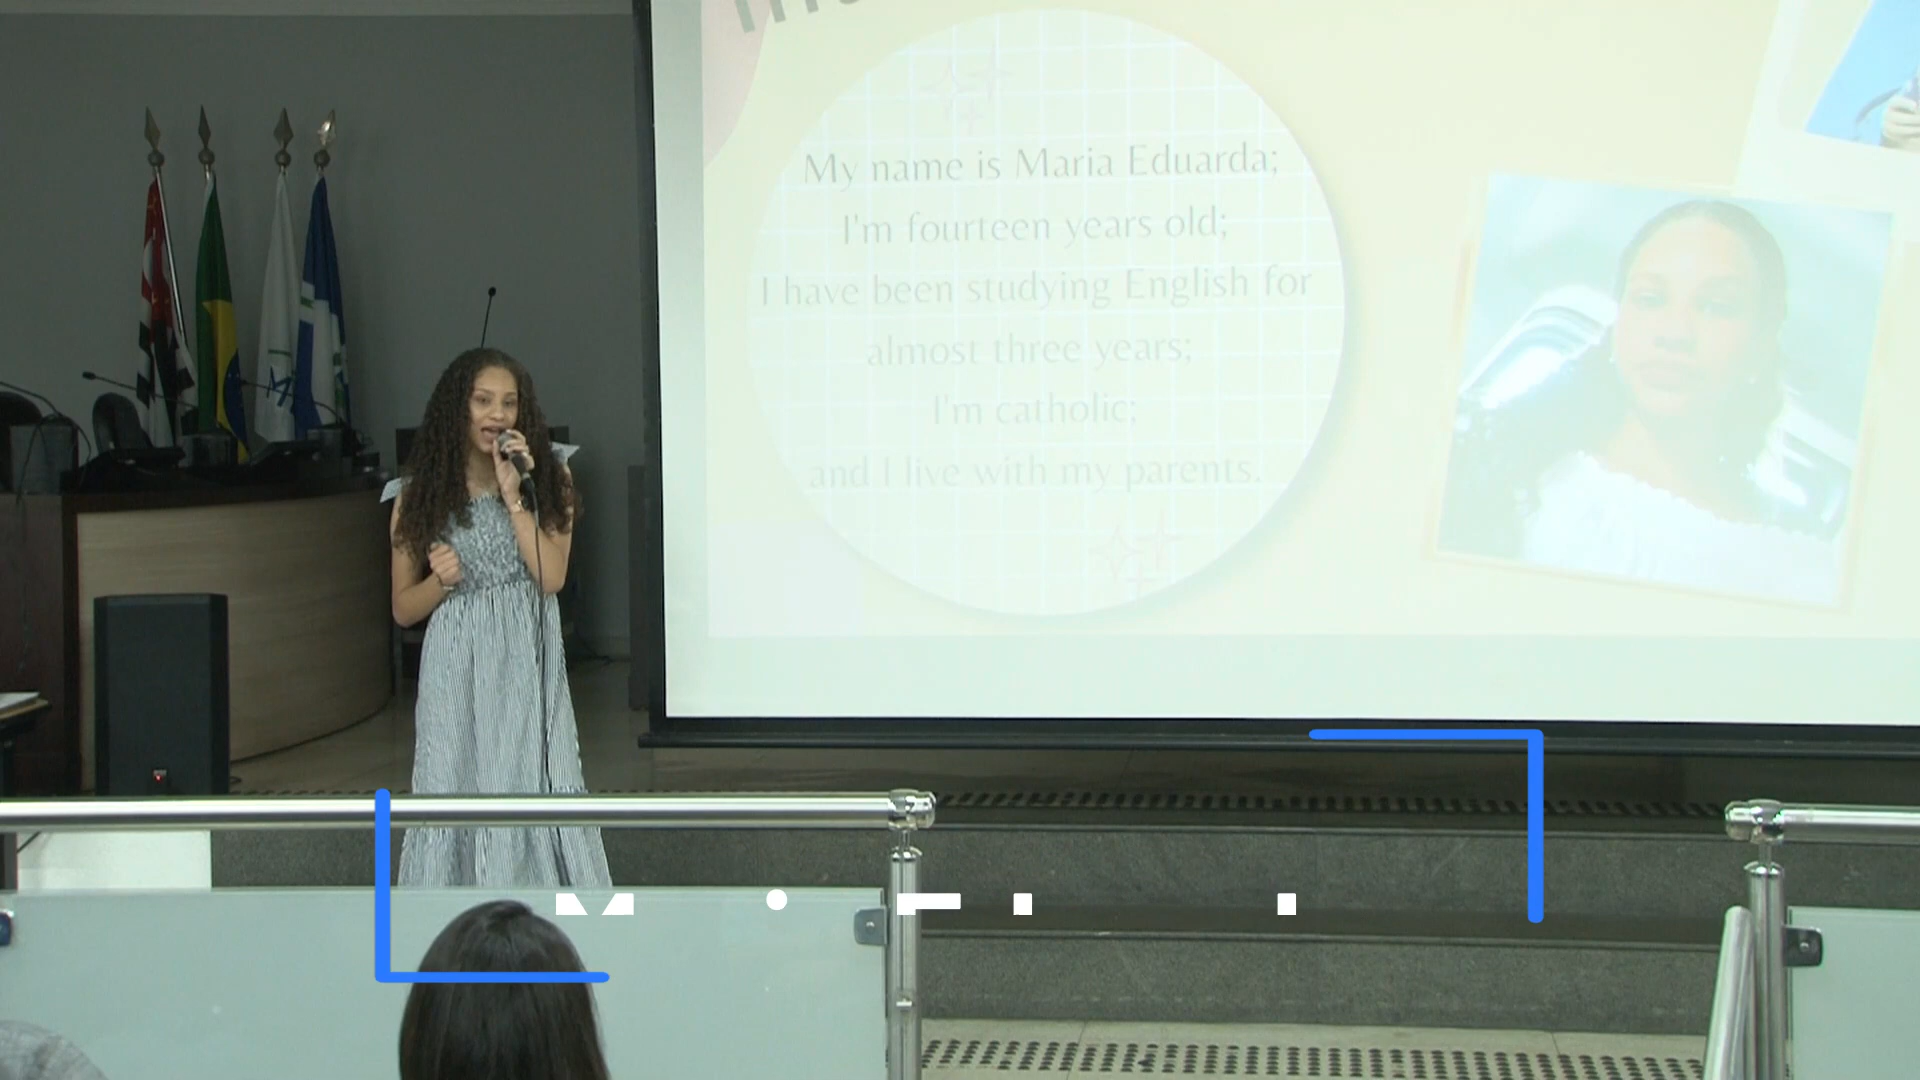 My name is Maria Eduarda;
I'm fourteen years old;
I have been studying English for
almost three years;
I'm catholic;
and I live with my parents.